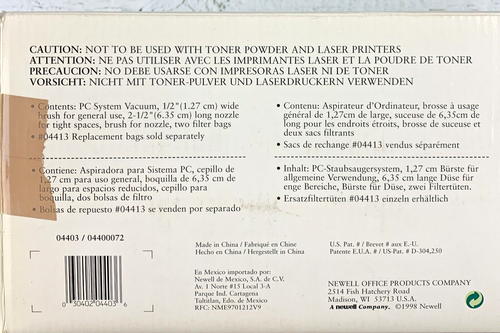 CAUTION: NOT TO BE USED WITH TONER POWDER AND LASER PRINTERS
ATTENTION: NE PAS UTILISER AVEC LES IMPRIMANTES LASER ET LA POUDRE DE TONER
PRECAUCION: NO DEBE USARSE CON IMPRESORAS LASER NI DE TONER
VORSICHT: NICHT MIT TONER-PULVER UND LASERDRUCKERN VERWENDEN
• Contents: PC System Vacuum, 1/2"(1.27 cm) wide
brush for general use, 2-1/2"(6.35 cm) long nozzle
for tight spaces, brush for nozzle, two filter bags
• #04413 Replacement bags sold separately
• Contenu: Aspirateur d'Ordinateur, brosse à usage
général de 1,27cm de large, suceuse de 6,35cm de
long pour les endroits étroits, brosse de suceuse et
deux sacs filtrants
• Sacs de rechange #04413 vendus séparément
• Contiene: Aspiradora para Sistema PC, cepillo de
1.27 cm para uso general, boquilla de 6,35 cm de
largo para espacios reducidos, cepillo para
boquilla, dos bolsas de filtro
• Bolsas de repuesto #04413 se venden por separado
• Inhalt: PC-Staubsaugersystem, 1,27 cm Bürste für
allgemeine Verwendung, 6,35 cm lange Düse für
enge Bereiche, Bürste für Düse, zwei Filtertüten.
• Ersatzfiltertüten #04413 einzeln erhältlich
04403 / 04400072
0 30402 04403 6
Made in China / Fabriqué en Chine
Hecho en China / Hergestellt in China
En Mexico importado por:
Newell de Mexico, S.A. de C.V.
Av. 1 Norte #15 Local 3-A
Parque Ind. Cartagena
Tultitlan, Edo. de Mexico
RFC: NME9701212V9
U.S. Pat. # / Brevet # aux E.-U.
Patente E.U.A. # / US-Pat. # D-304,250
NEWELL OFFICE PRODUCTS COMPANY
2514 Fish Hatchery Road
Madison, WI 53713 U.S.A.
A newell Company. ©1998 Newell